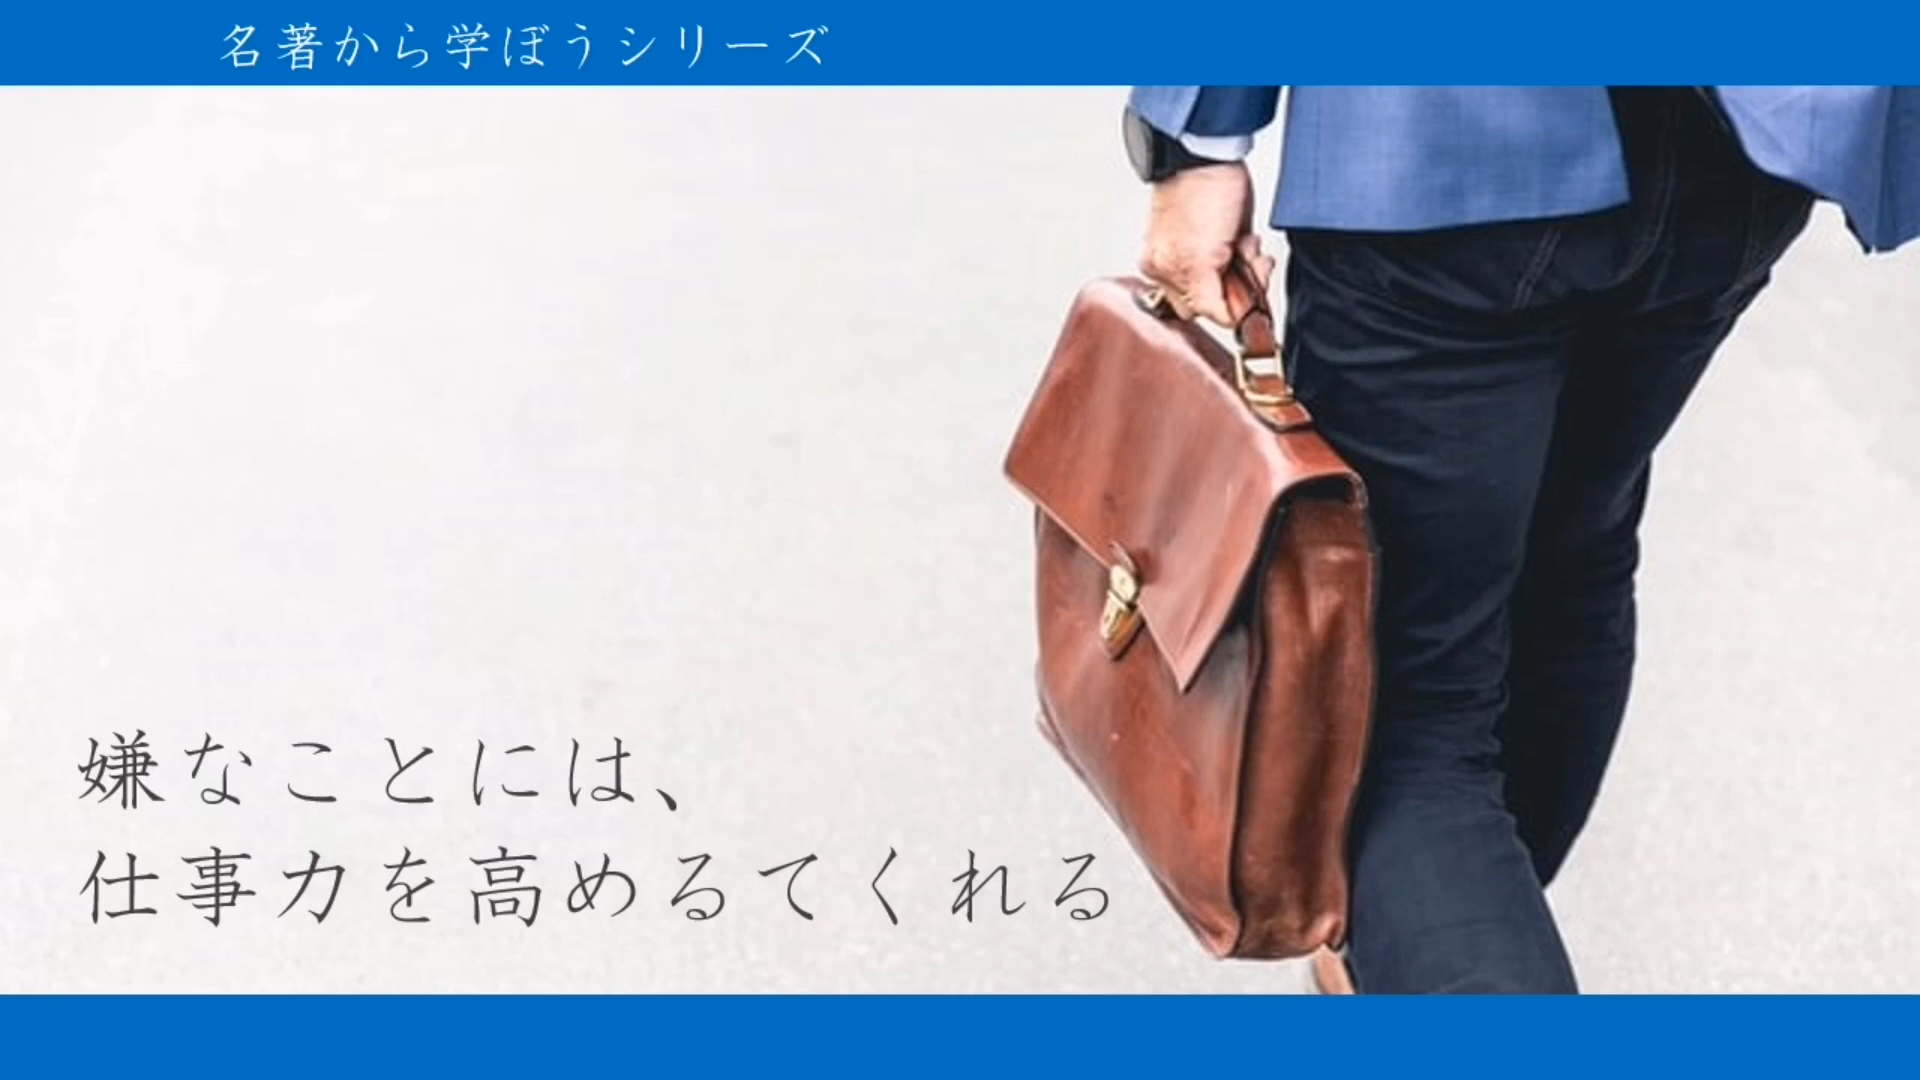 名著から学ぼうシリーズ
嫌なことには、
仕事力を高めるてくれる